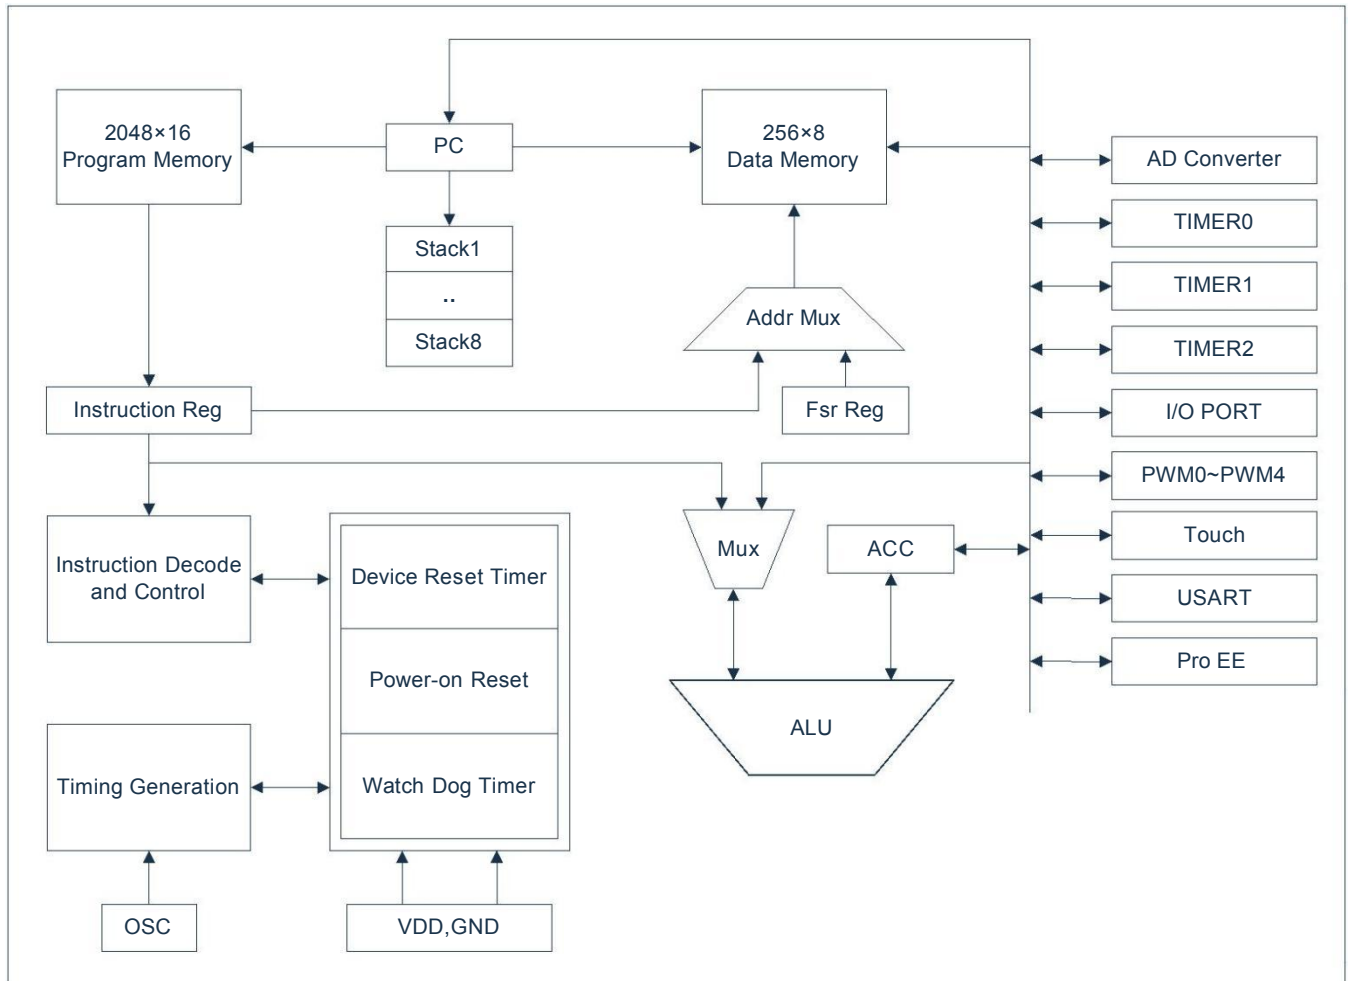 2048×16
Program Memory
PC
256×8
Data Memory
AD Converter
TIMER0
Stack1
..
Stack8
TIMER1
Addr Mux
TIMER2
Instruction Reg
Fsr Reg
I/O PORT
PWM0~PWM4
Instruction Decode
and Control
Device Reset Timer
Mux
ACC
Touch
USART
Power-on Reset
Pro EE
ALU
Timing Generation
Watch Dog Timer
OSC
VDD,GND